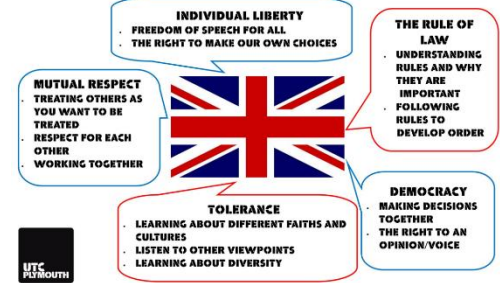 INDIVIDUAL LIBERTY
. FREEDOM OF SPEECH FOR ALL
. THE RIGHT TO MAKE OUR OWN CHOICES
THE RULE OF
LAW
. UNDERSTANDING
RULES AND WHY
THEY ARE
IMPORTANT
. FOLLOWING
RULES TO
DEVELOP ORDER
MUTUAL RESPECT
. TREATING OTHERS AS
YOU WANT TO BE
TREATED
. RESPECT FOR EACH
OTHER
. WORKING TOGETHER
DEMOCRACY
. MAKING DECISIONS
TOGETHER
. THE RIGHT TO AN
OPINION/VOICE
TOLERANCE
. LEARNING ABOUT DIFFERENT FAITHS AND
CULTURES
. LISTEN TO OTHER VIEWPOINTS
. LEARNING ABOUT DIVERSITY
UTC
PLYMOUTH